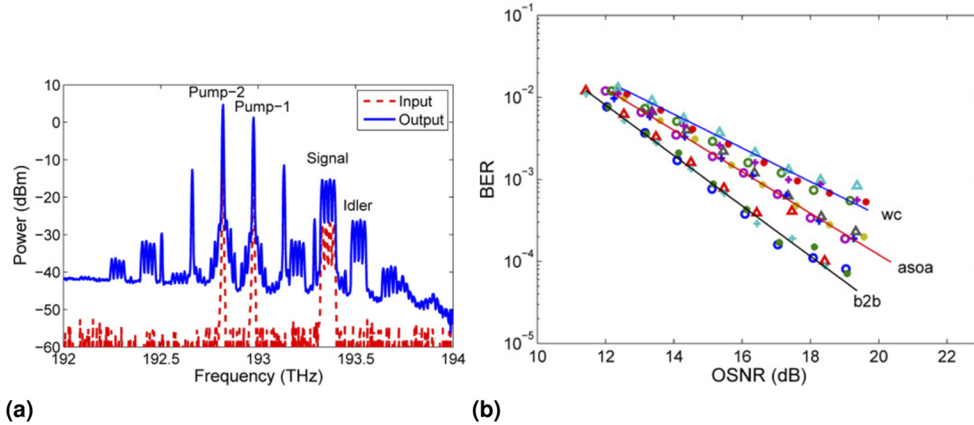 10
0
−10
−20
−30
−40
−50
−60
Power (dBm)
Pump−2
Pump−1
Signal
Idler
Input
Output
192
192.5
193
193.5
194
Frequency (THz)
(a)
10⁻¹
10⁻²
10⁻³
10⁻⁴
10⁻⁵
BER
wc
asoa
b2b
10
12
14
16
18
20
22
OSNR (dB)
(b)